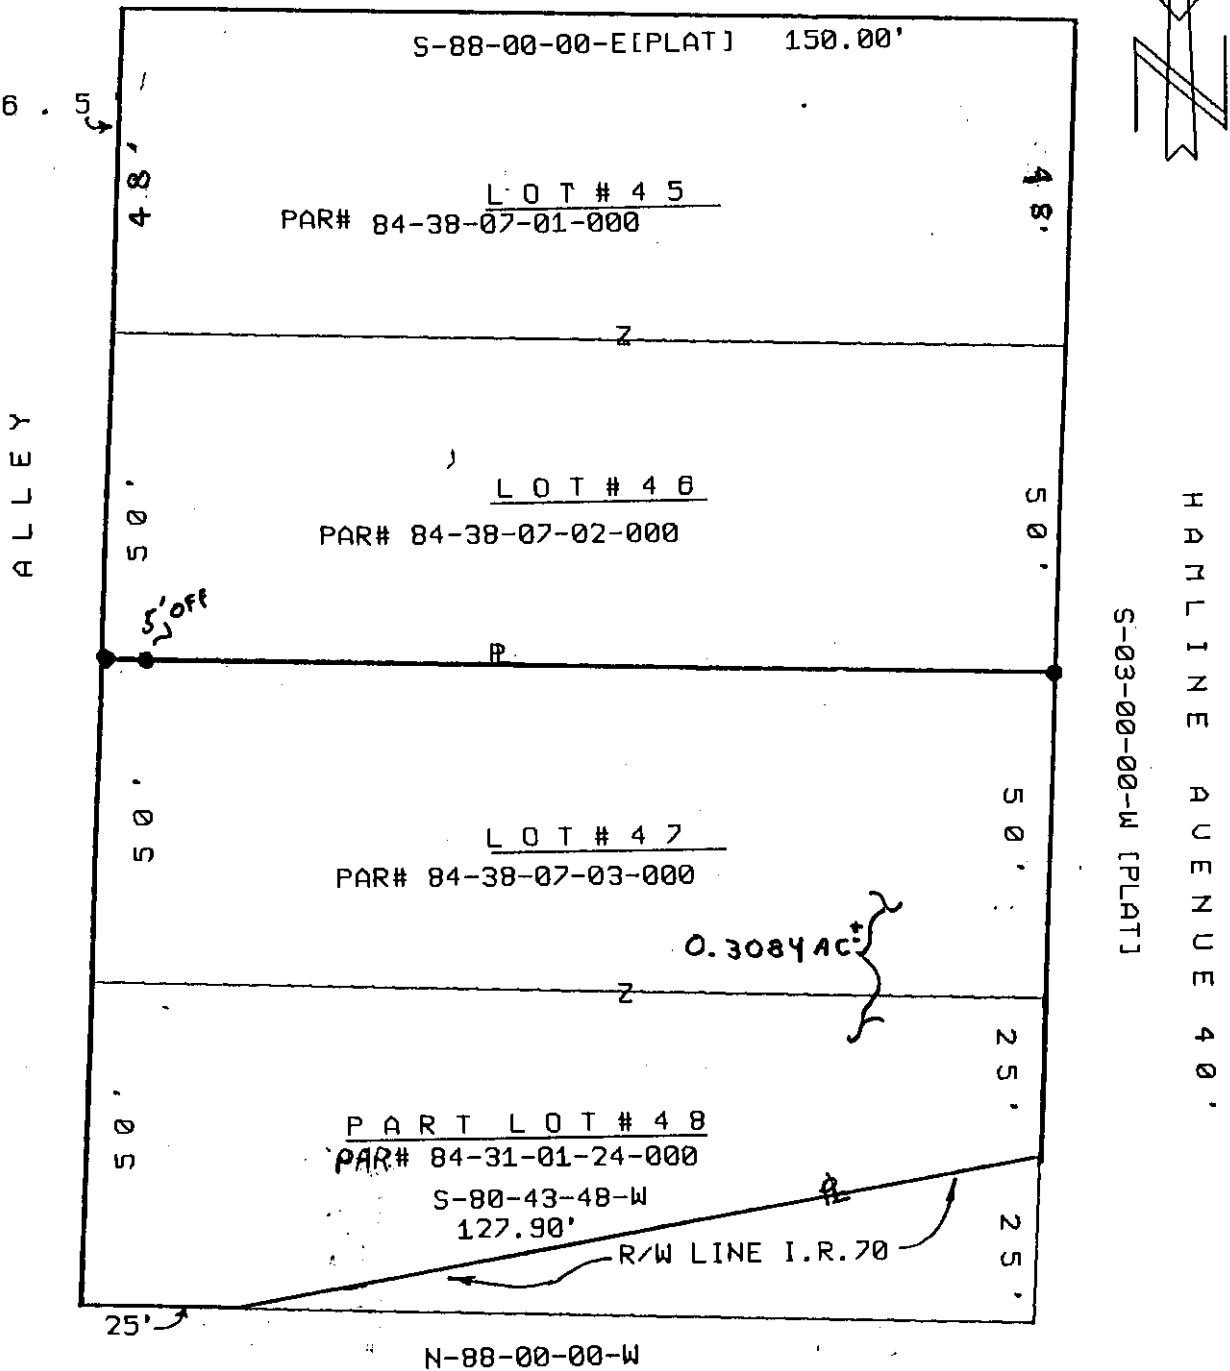 S-88-00-00-E[PLAT] 150.00'
6 . 5
48'
48'
LOT#45
PAR# 84-38-07-01-000
Z
ALLEY
50'
50'
LOT#46
PAR# 84-38-07-02-000
HAMLINE AVENUE 40'
S-03-00-00-W [PLAT]
5' OFF
PL
50'
50'
LOT#47
PAR# 84-38-07-03-000
0.3084 AC±
Z
50'
25'
PART LOT#48
PAR# 84-31-01-24-000
S-80-43-48-W
127.90'
PL
25'
R/W LINE I.R.70
25'
N-88-00-00-W